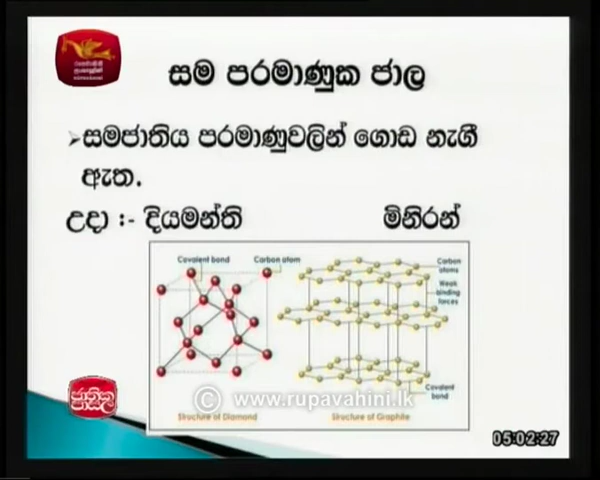 සම පරමාණුක ජාල
➢සමජාතිය පරමාණුවලින් ගොඩ නැගී
ඇත.
උදා :- දියමන්ති මිනිරන්
Covalent bond Carbon atom
Carbon
atoms
Weak
binding
forces
Covalent
bond
Structure of Diamond Structure of Graphite
© www.rupavahini.lk
ජාතික
පාසල
05:02:27